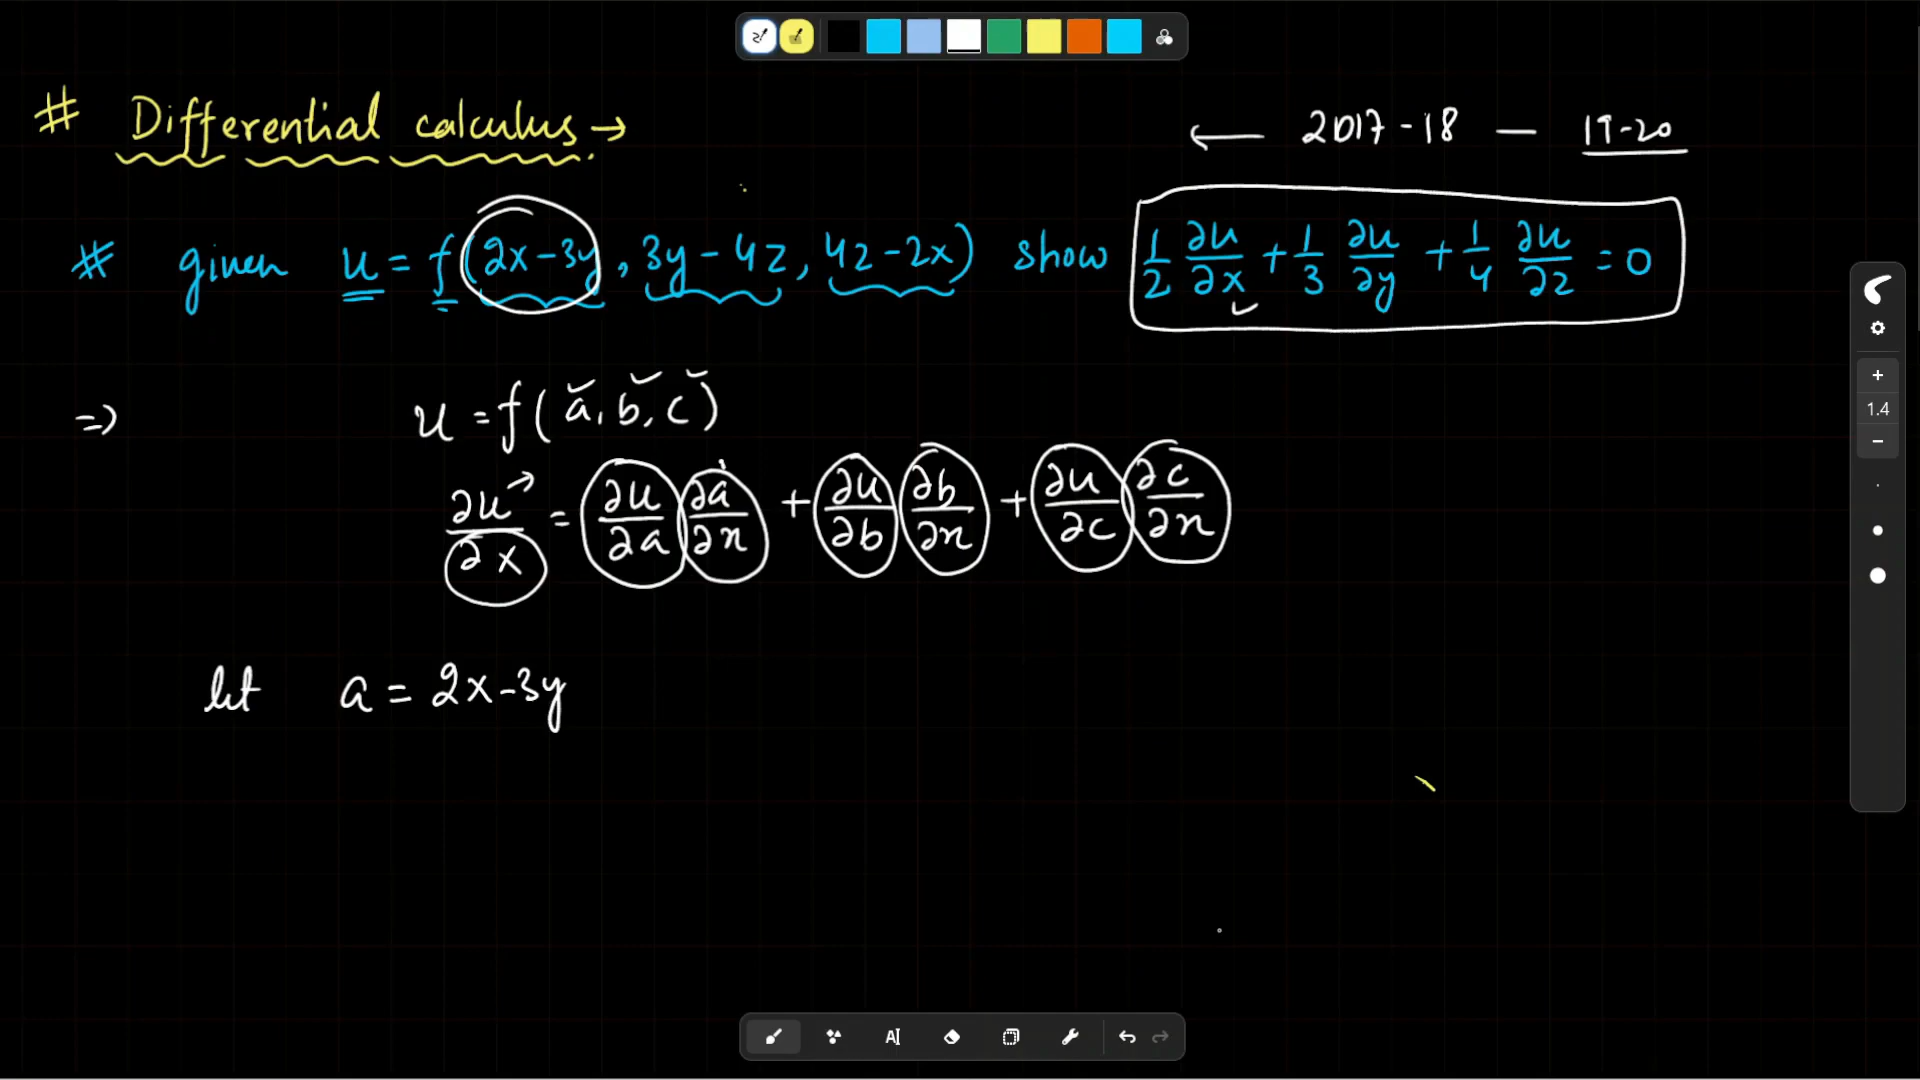 # Differential calculus →
← 2017-18 — 19-20
# given u = f(2x-3y, 3y-4z, 4z-2x) show 1/2 ∂u/∂x + 1/3 ∂u/∂y + 1/4 ∂u/∂z = 0
=> u = f(a, b, c)
∂u/∂x = ∂u/∂a ∂a/∂x + ∂u/∂b ∂b/∂x + ∂u/∂c ∂c/∂x
let a = 2x-3y
+
1.4
-
AI